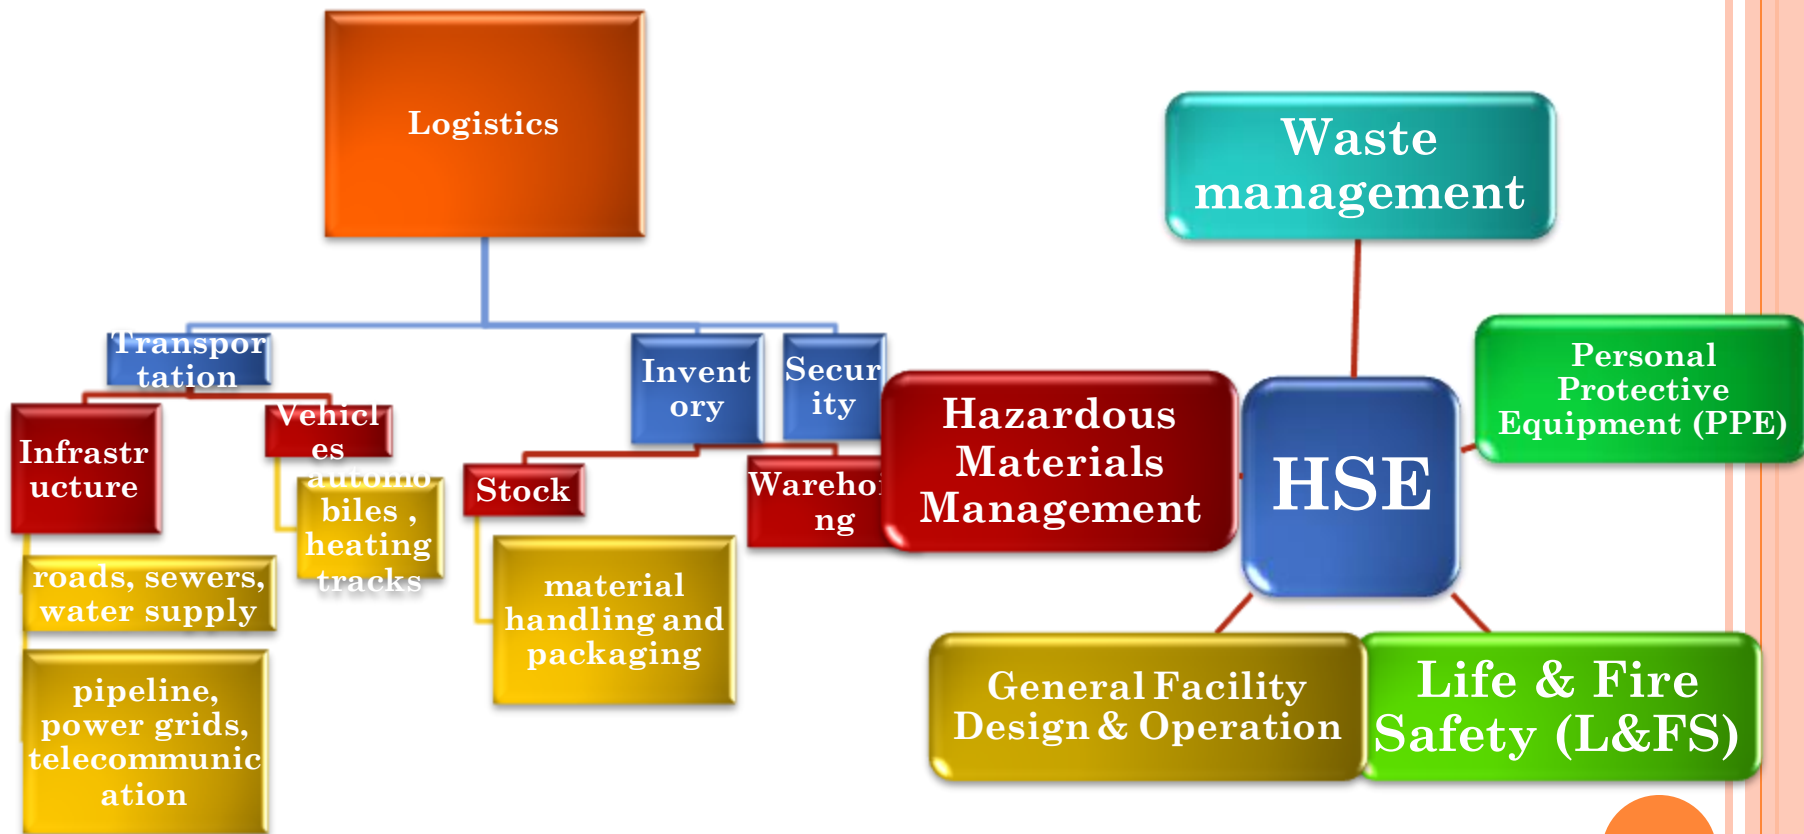 Logistics
Transpor
tation
Infrastr
ucture
roads, sewers,
water supply
pipeline,
power grids,
telecommunic
ation
Vehicl
es
automo
biles ,
heating
tracks
Invent
ory
Stock
material
handling and
packaging
ng
Secur
ity
HSE
Waste
management
Personal
Protective
Equipment (PPE)
Life & Fire
Safety (L&FS)
General Facility
Design & Operation
Hazardous
Materials
Management